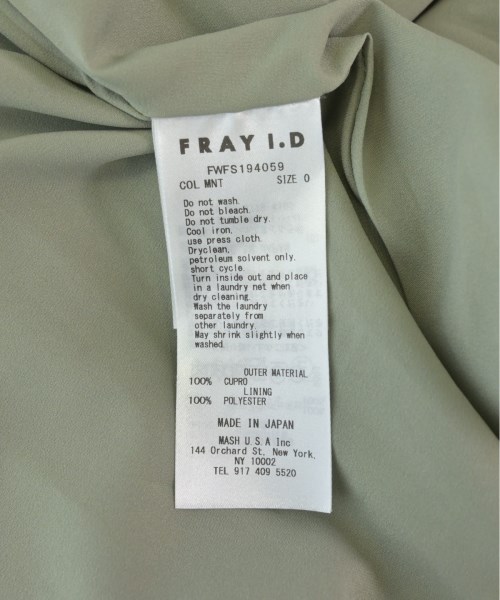 FRAY I.D
FWFS194059
COL MNT SIZE 0
Do not wash.
Do not bleach.
Do not tumble dry.
Cool iron,
use press cloth.
Dryclean,
petroleum solvent only.
short cycle.
Turn inside out and place
in a laundry net when
dry cleaning.
Wash the laundry
separately from
other laundry.
May shrink slightly when
washed.
OUTER MATERIAL
100% CUPRO
LINING
100% POLYESTER
MADE IN JAPAN
MASH U.S.A Inc
144 Orchard St. New York,
NY 10002
TEL 917 409 5520